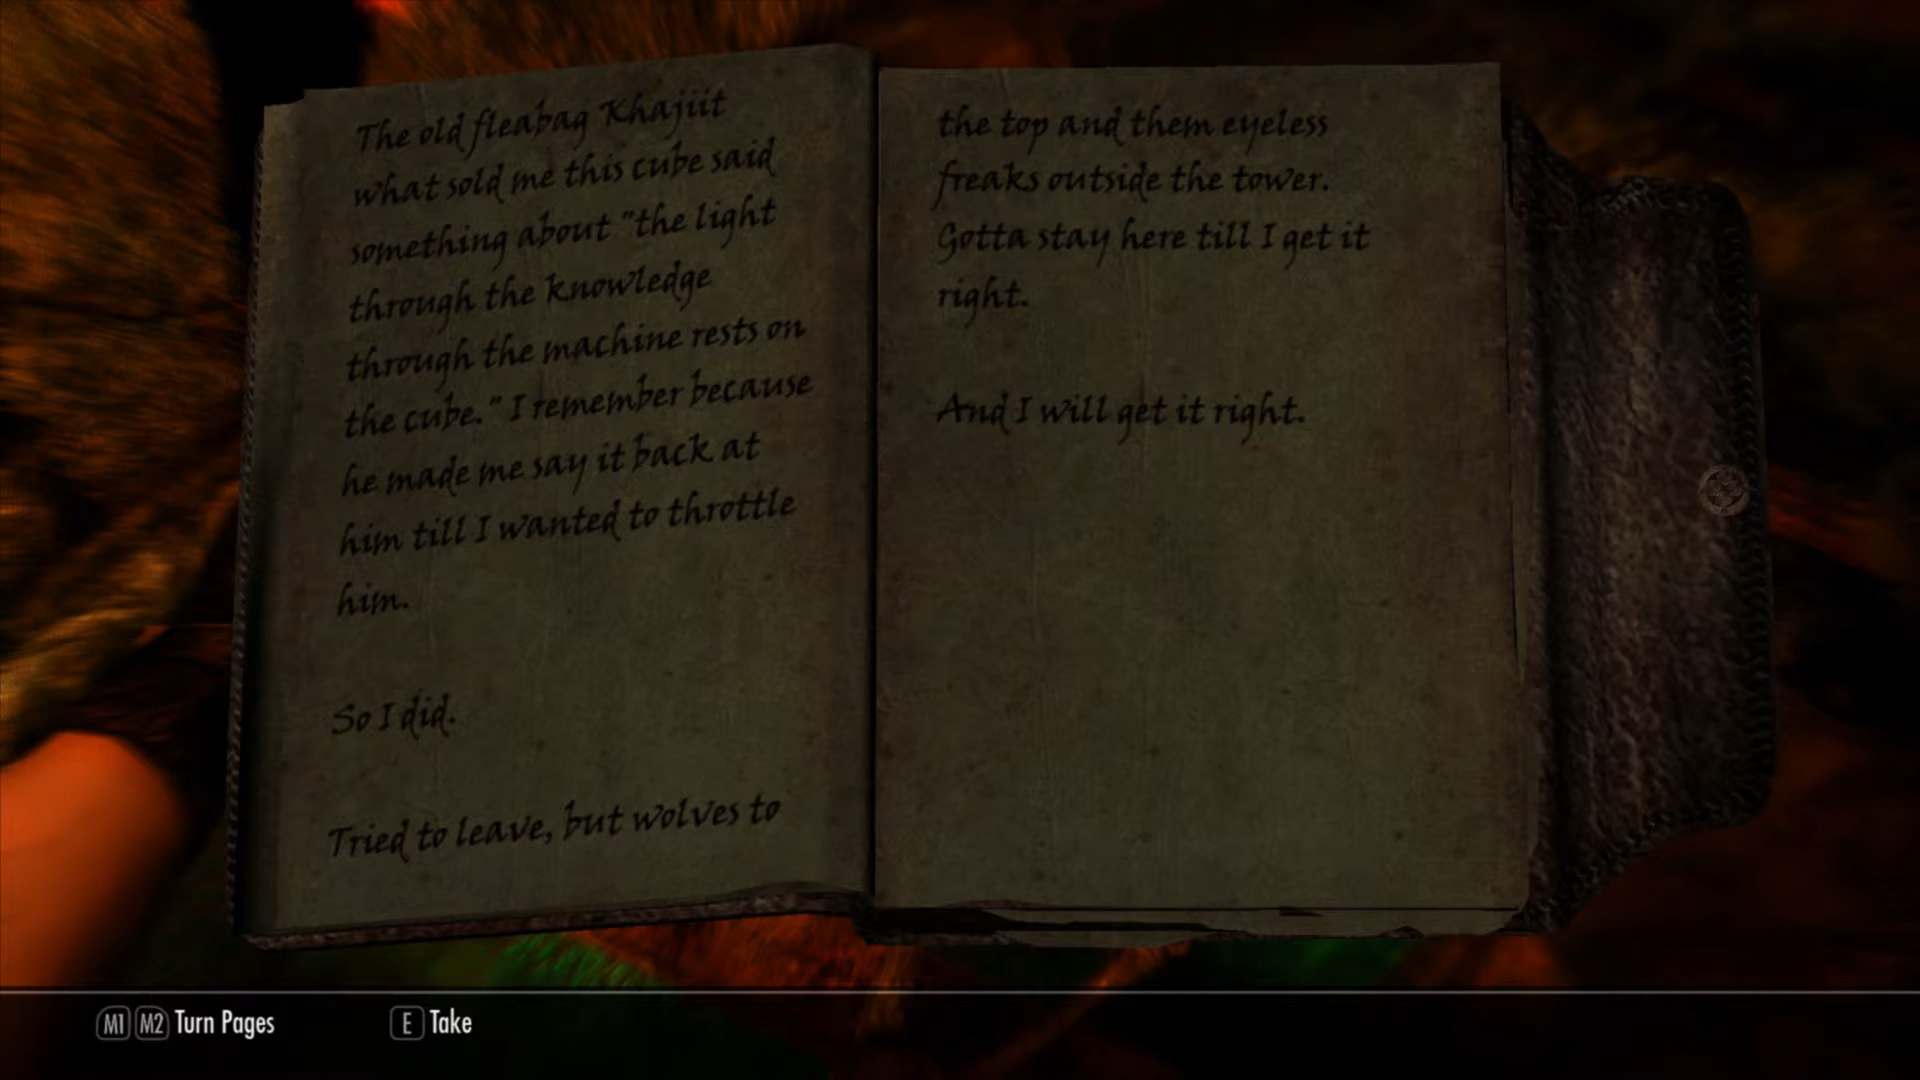 The old fleabag Khajiit
what sold me this cube said
something about "the light
through the knowledge
through the machine rests on
the cube." I remember because
he made me say it back at
him till I wanted to throttle
him.
So I did.
Tried to leave, but wolves to
the top and them eyeless
freaks outside the tower.
Gotta stay here till I get it
right.
And I will get it right.
M1 M2 Turn Pages
E Take